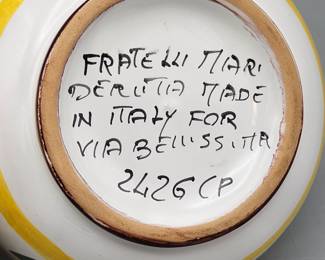 FRATELLI MARI
DERUTA MADE
IN ITALY FOR
VIA BELLISSIMA
2426 CP